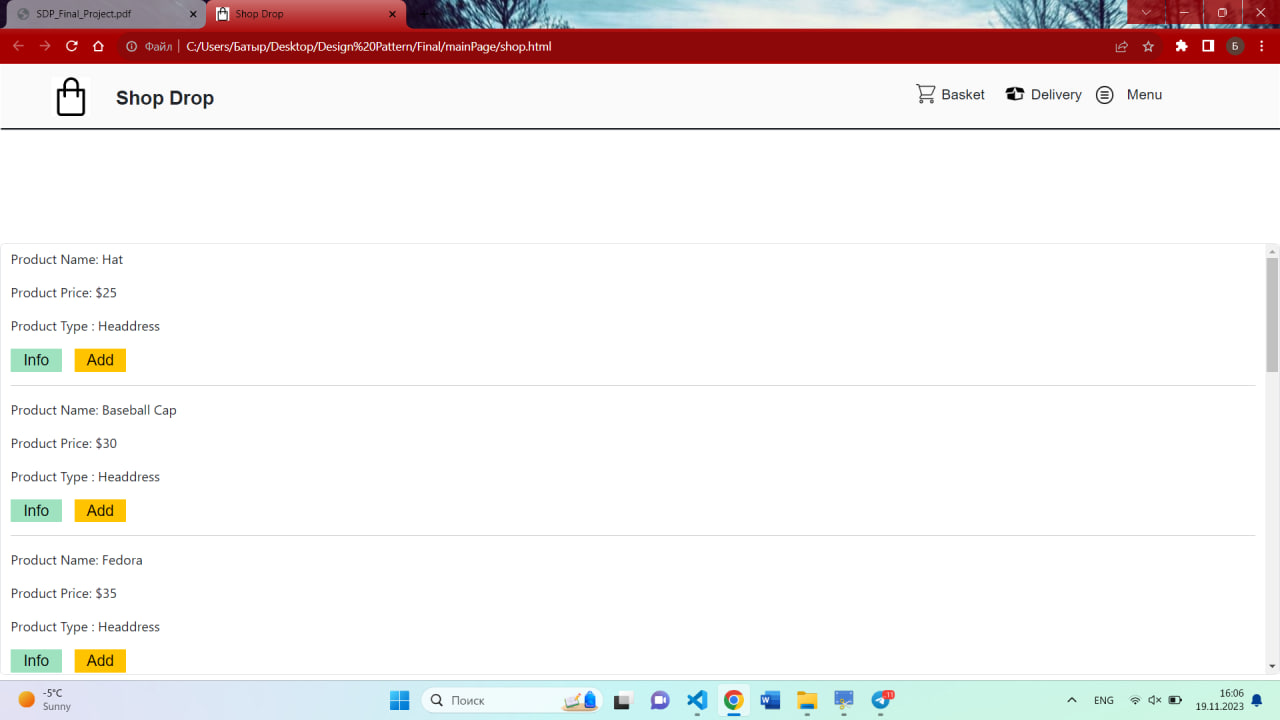 SDP_Final_Project.pdf
Shop Drop
Файл
C:/Users/Батыр/Desktop/Design%20Pattern/Final/mainPage/shop.html
Б
Shop Drop
Basket
Delivery
Menu
Product Name: Hat
Product Price: $25
Product Type : Headdress
Info Add
Product Name: Baseball Cap
Product Price: $30
Product Type : Headdress
Info Add
Product Name: Fedora
Product Price: $35
Product Type : Headdress
Info Add
-5°C
Sunny
Поиск
11
ENG
16:06
19.11.2023